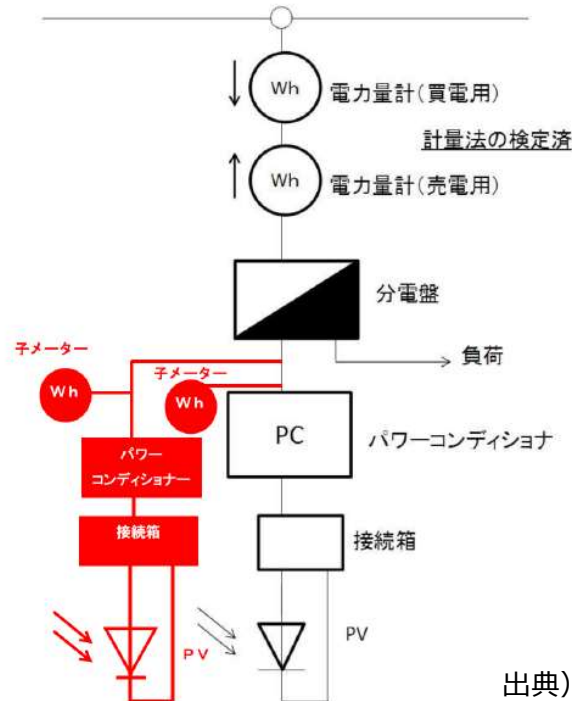 Wh
電力量計(買電用)
計量法の検定済
Wh
電力量計(売電用)
分電盤
負荷
子メーター
子メーター
Wh
Wh
PC
パワーコンディショナ
パワー
コンディショナー
接続箱
接続箱
PV
PV
出典)